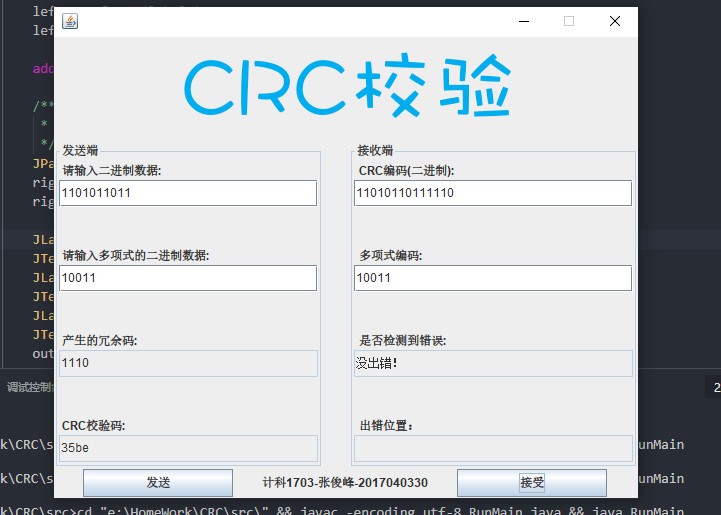 lef
lef
add
/**
*
*/
JPa
rig
rig
JLa
JTe
JLa
JTe
JLa
JTe
out
CRC校验
发送端
请输入二进制数据:
1101011011
请输入多项式的二进制数据:
10011
产生的冗余码:
1110
CRC校验码:
35be
发送
接收端
CRC编码(二进制):
11010110111110
多项式编码:
10011
是否检测到错误:
没出错!
出错位置:
接受
计科1703-张俊峰-2017040330
调试控制
2
k\CRC\s
unMain
k\CRC\s
unMain
k\CRC\src>cd "e:\HomeWork\CRC\src\" && javac -encoding utf-8 RunMain.java && java RunMain